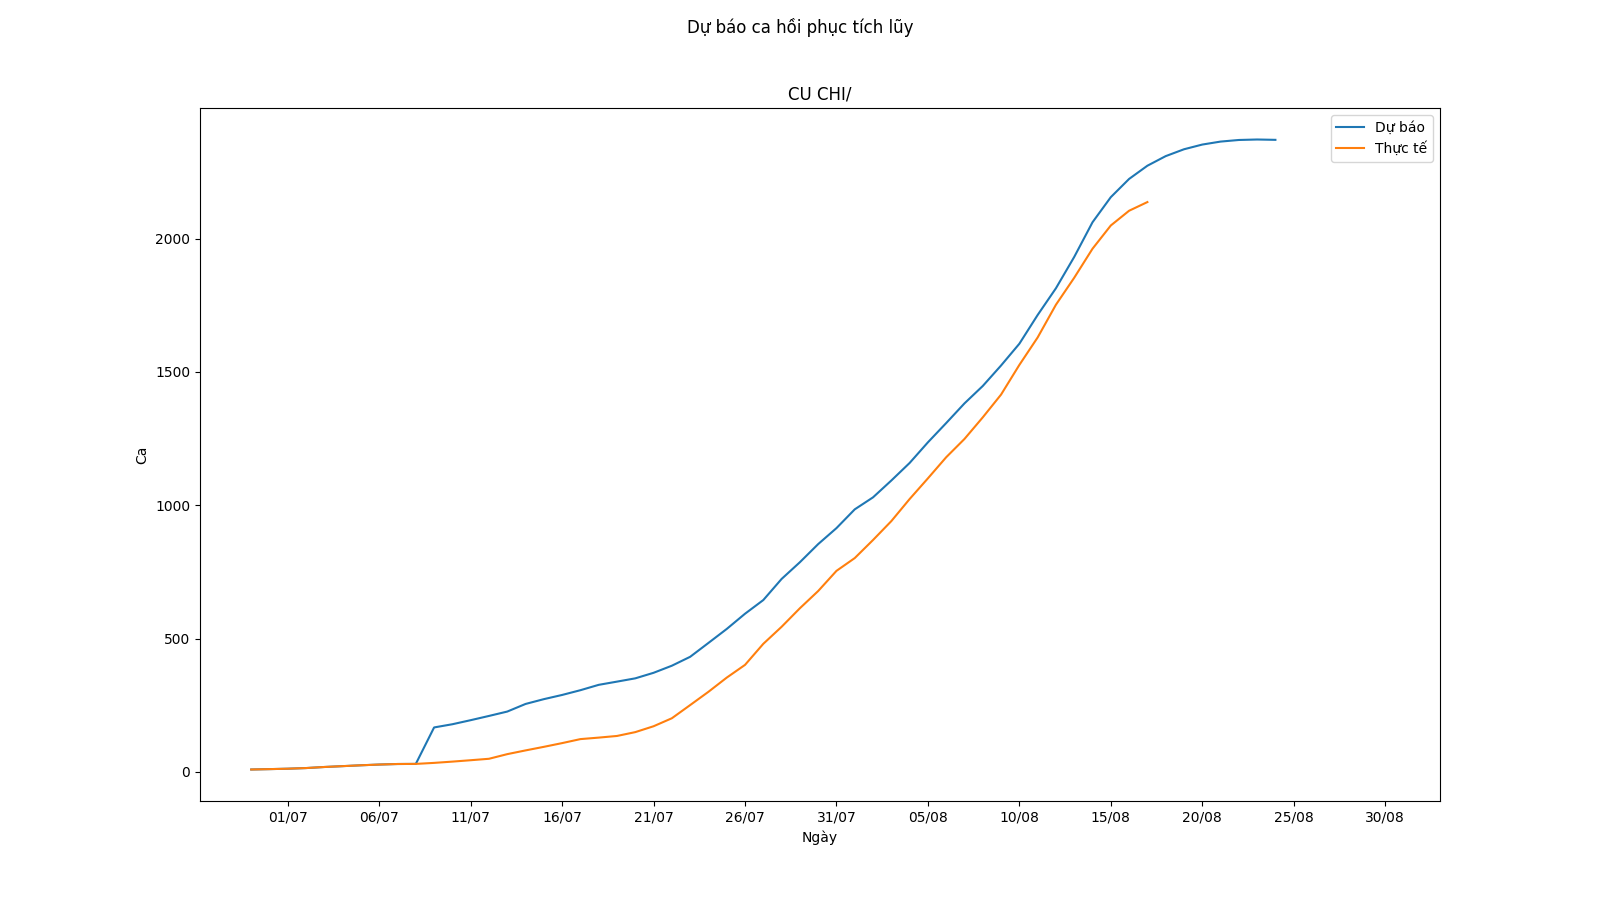 Dự báo ca hồi phục tích lũy
CU CHI/
Dự báo
Thực tế
2000
1500
1000
500
0
Ca
01/07 06/07 11/07 16/07 21/07 26/07 31/07 05/08 10/08 15/08 20/08 25/08 30/08
Ngày